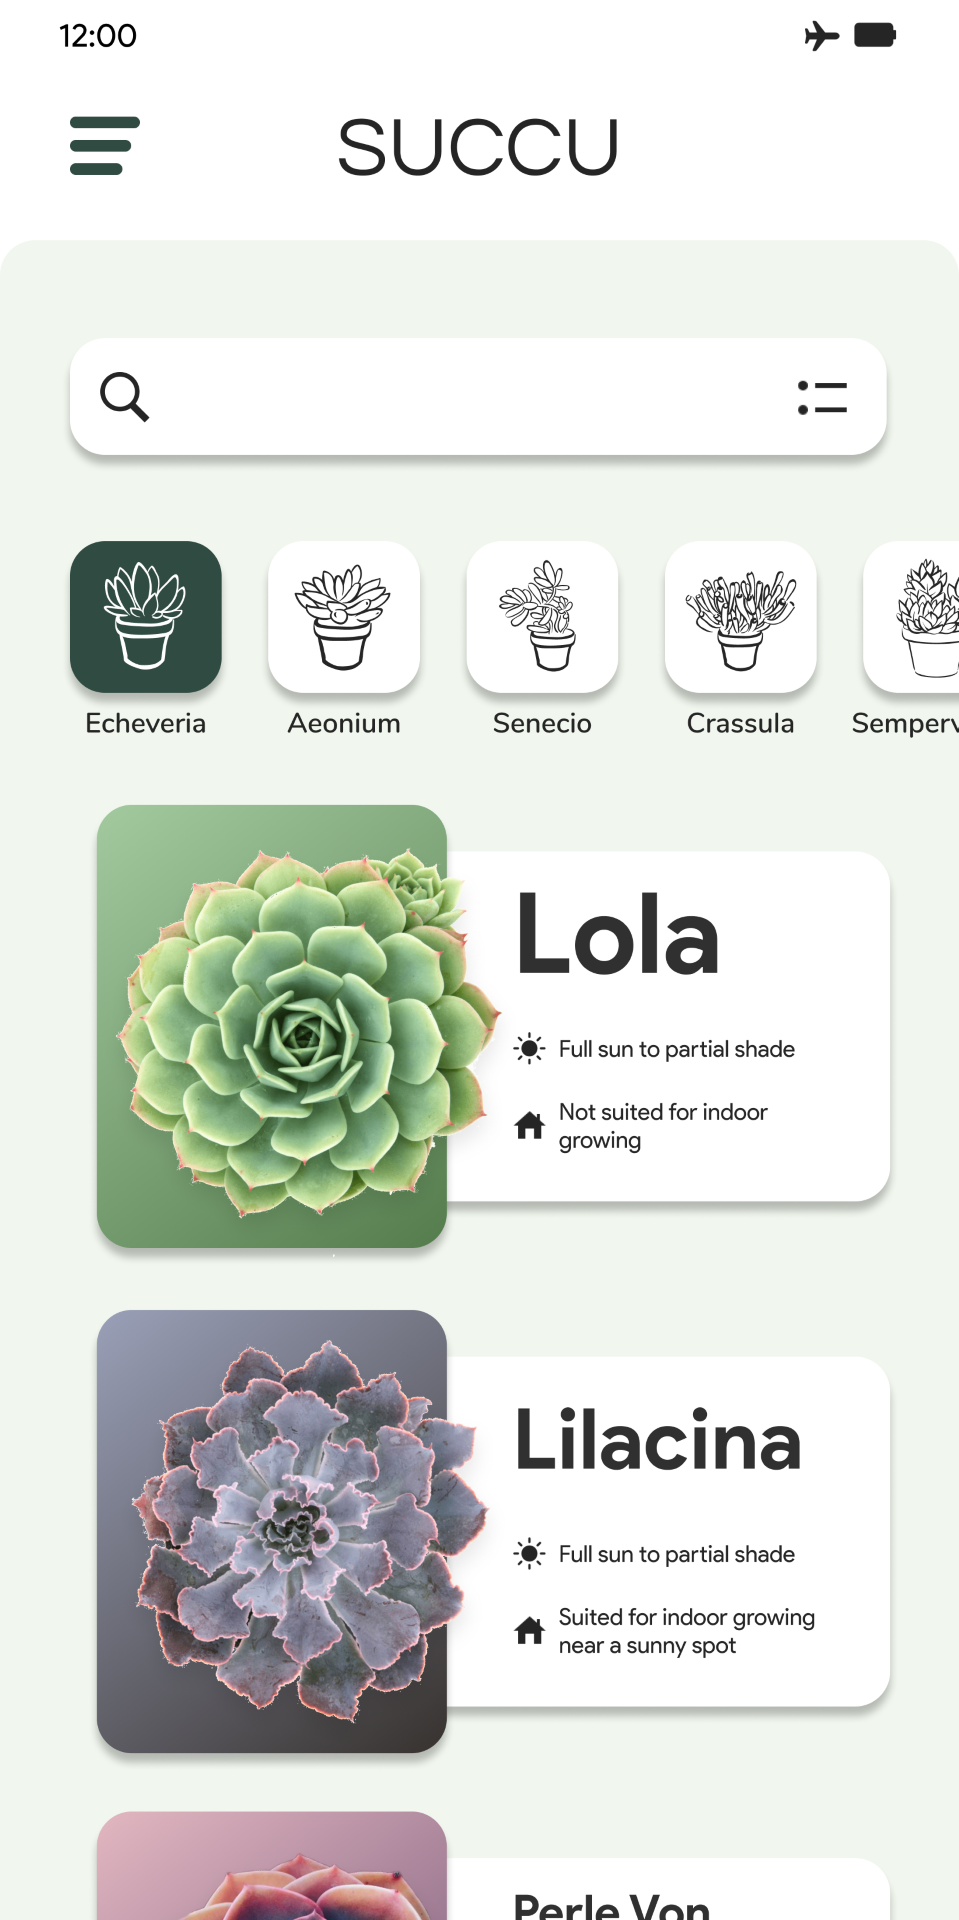 12:00
SUCCU
Echeveria
Aeonium
Senecio
Crassula
Semperv
Lola
Full sun to partial shade
Not suited for indoor
growing
Lilacina
Full sun to partial shade
Suited for indoor growing
near a sunny spot
Perle Von